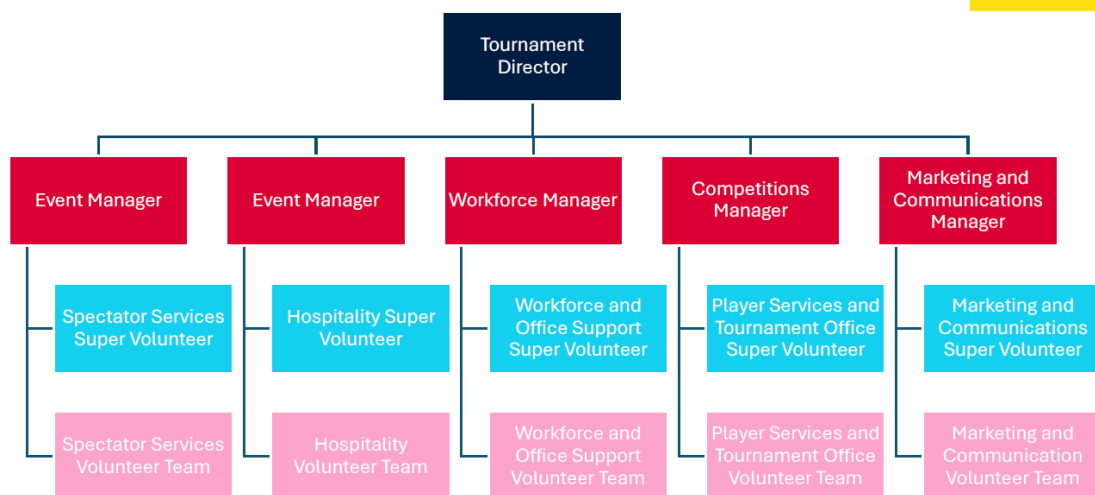 Tournament
Director
Event Manager
Event Manager
Workforce Manager
Competitions
Manager
Marketing and
Communications
Manager
Spectator Services
Super Volunteer
Hospitality Super
Volunteer
Workforce and
Office Support
Super Volunteer
Player Services and
Tournament Office
Super Volunteer
Marketing and
Communications
Super Volunteer
Spectator Services
Volunteer Team
Hospitality
Volunteer Team
Workforce and
Office Support
Volunteer Team
Player Services and
Tournament Office
Volunteer Team
Marketing and
Communication
Volunteer Team